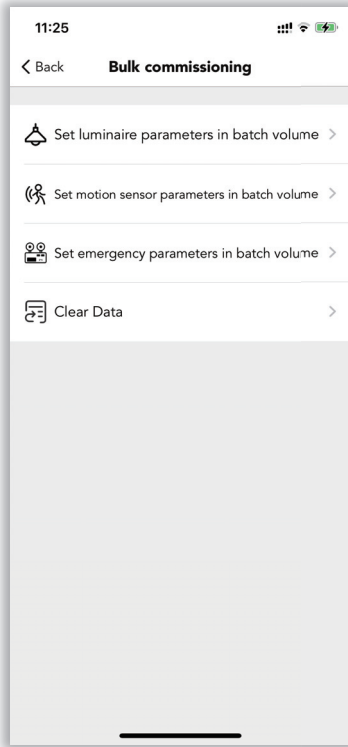 11:25
Back
Bulk commissioning
Set luminaire parameters in batch volume
Set motion sensor parameters in batch volume
Set emergency parameters in batch volume
Clear Data